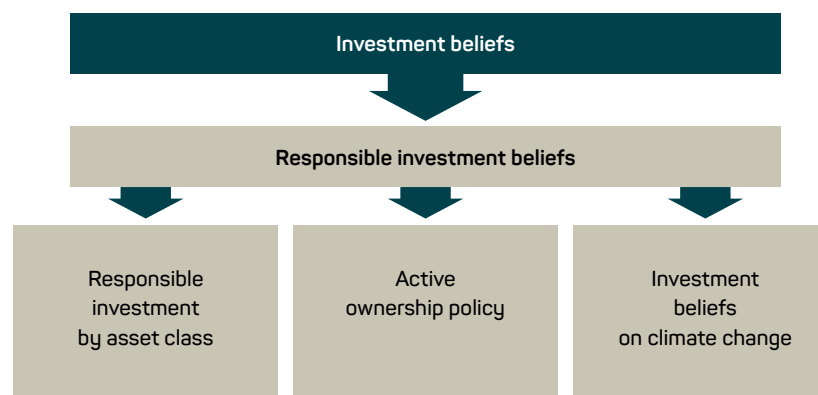 Investment beliefs
Responsible investment beliefs
Responsible
investment
by asset class
Active
ownership policy
Investment
beliefs
on climate change